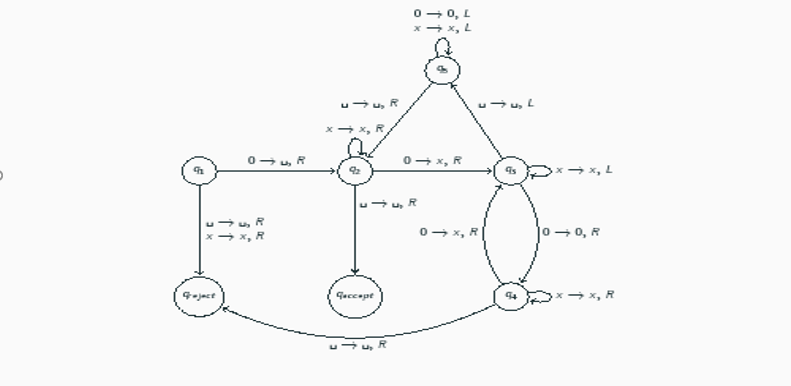 0 → 0, L
x → x, L
q₅
␣ → ␣, R
␣ → ␣, L
x → x, R
q₁
0 → ␣, R
q₂
0 → x, R
q₃
x → x, L
␣ → ␣, R
␣ → ␣, R
x → x, R
0 → x, R
0 → 0, R
qreject
qaccept
q₄
x → x, R
␣ → ␣, R